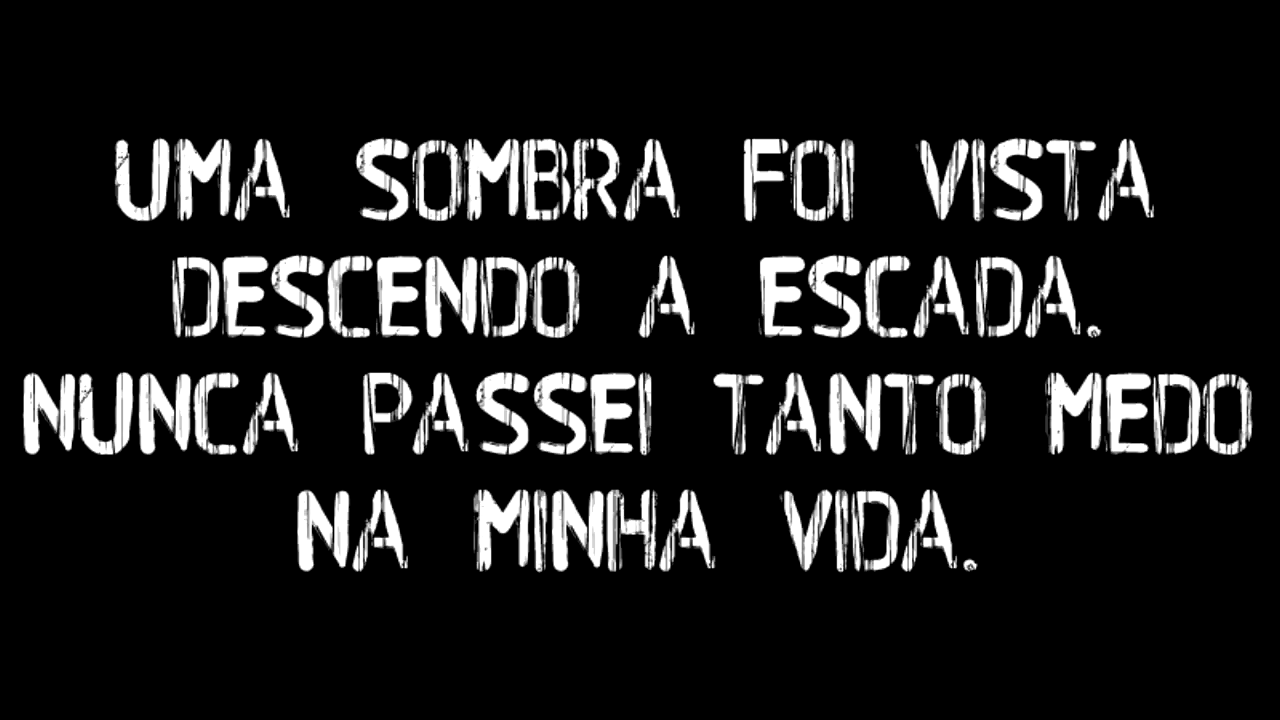 UMA SOMBRA FOI VISTA
DESCENDO A ESCADA.
NUNCA PASSEI TANTO MEDO
NA MINHA VIDA.